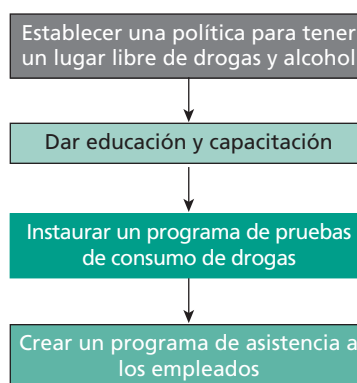 Establecer una política para tener
un lugar libre de drogas y alcohol
Dar educación y capacitación
Instaurar un programa de pruebas
de consumo de drogas
Crear un programa de asistencia a
los empleados